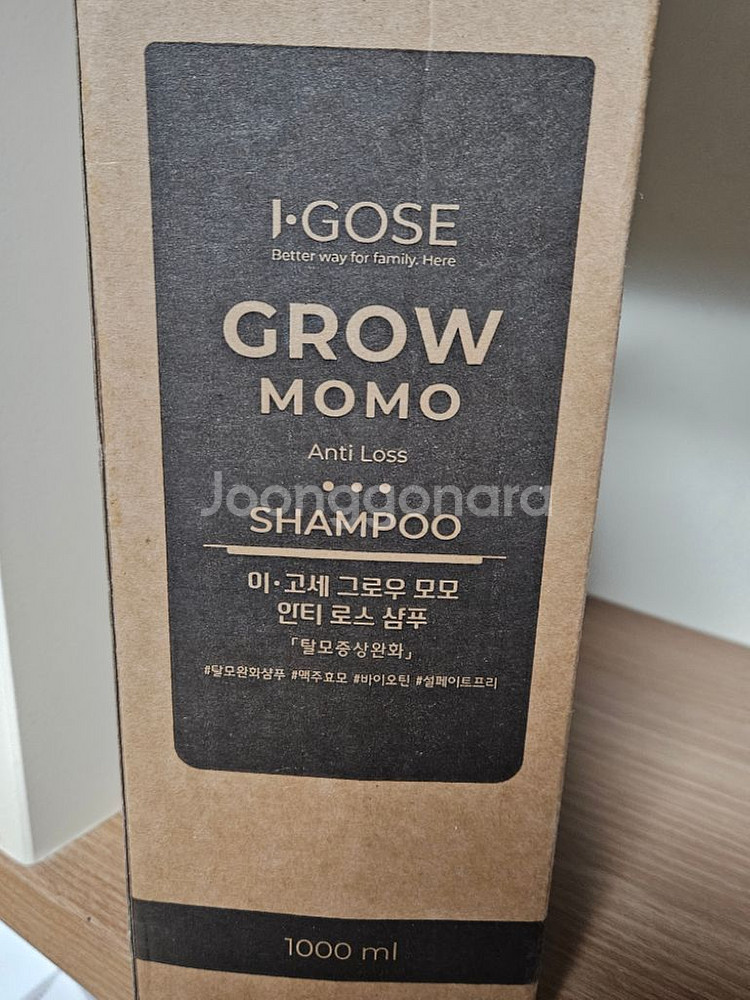 I·GOSE
Better way for family. Here
GROW
MOMO
Anti Loss
Joonggonara
SHAMPOO
이·고세 그로우 모모
안티 로스 샴푸
「탈모증상완화」
#탈모완화샴푸 #맥주효모 #바이오틴 #설페이트프리
1000 ml